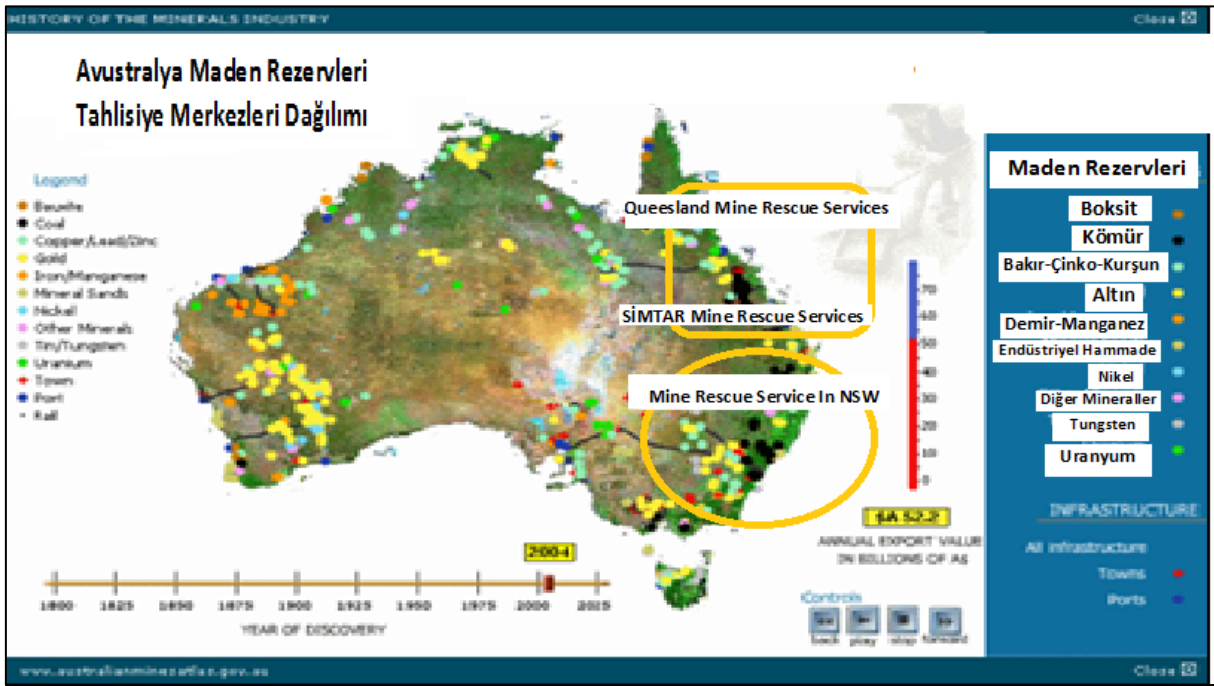 HISTORY OF THE MINERALS INDUSTRY
Close
Avustralya Maden Rezervleri
Tahlisiye Merkezleri Dağılımı
Legend
Bauxite
Coal
Copper/Lead/Zinc
Gold
Iron/Manganese
Mineral Sands
Nickel
Other Minerals
Tin/Tungsten
Uranium
Town
Port
Rail
Queesland Mine Rescue Services
SİMTAR Mine Rescue Services
Mine Rescue Service In NSW
70
60
50
40
30
20
10
0
$A 52.2
ANNUAL EXPORT VALUE
IN BILLIONS OF A$
2004
1800 1825 1850 1875 1900 1925 1950 1975 2000 2025
YEAR OF DISCOVERY
Controls
back play stop forward
Maden Rezervleri
Boksit
Kömür
Bakır-Çinko-Kurşun
Altın
Demir-Manganez
Endüstriyel Hammade
Nikel
Diğer Mineraller
Tungsten
Uranyum
INFRASTRUCTURE
All infrastructure
Towns
Ports
www.australianminesatlas.gov.au
Close